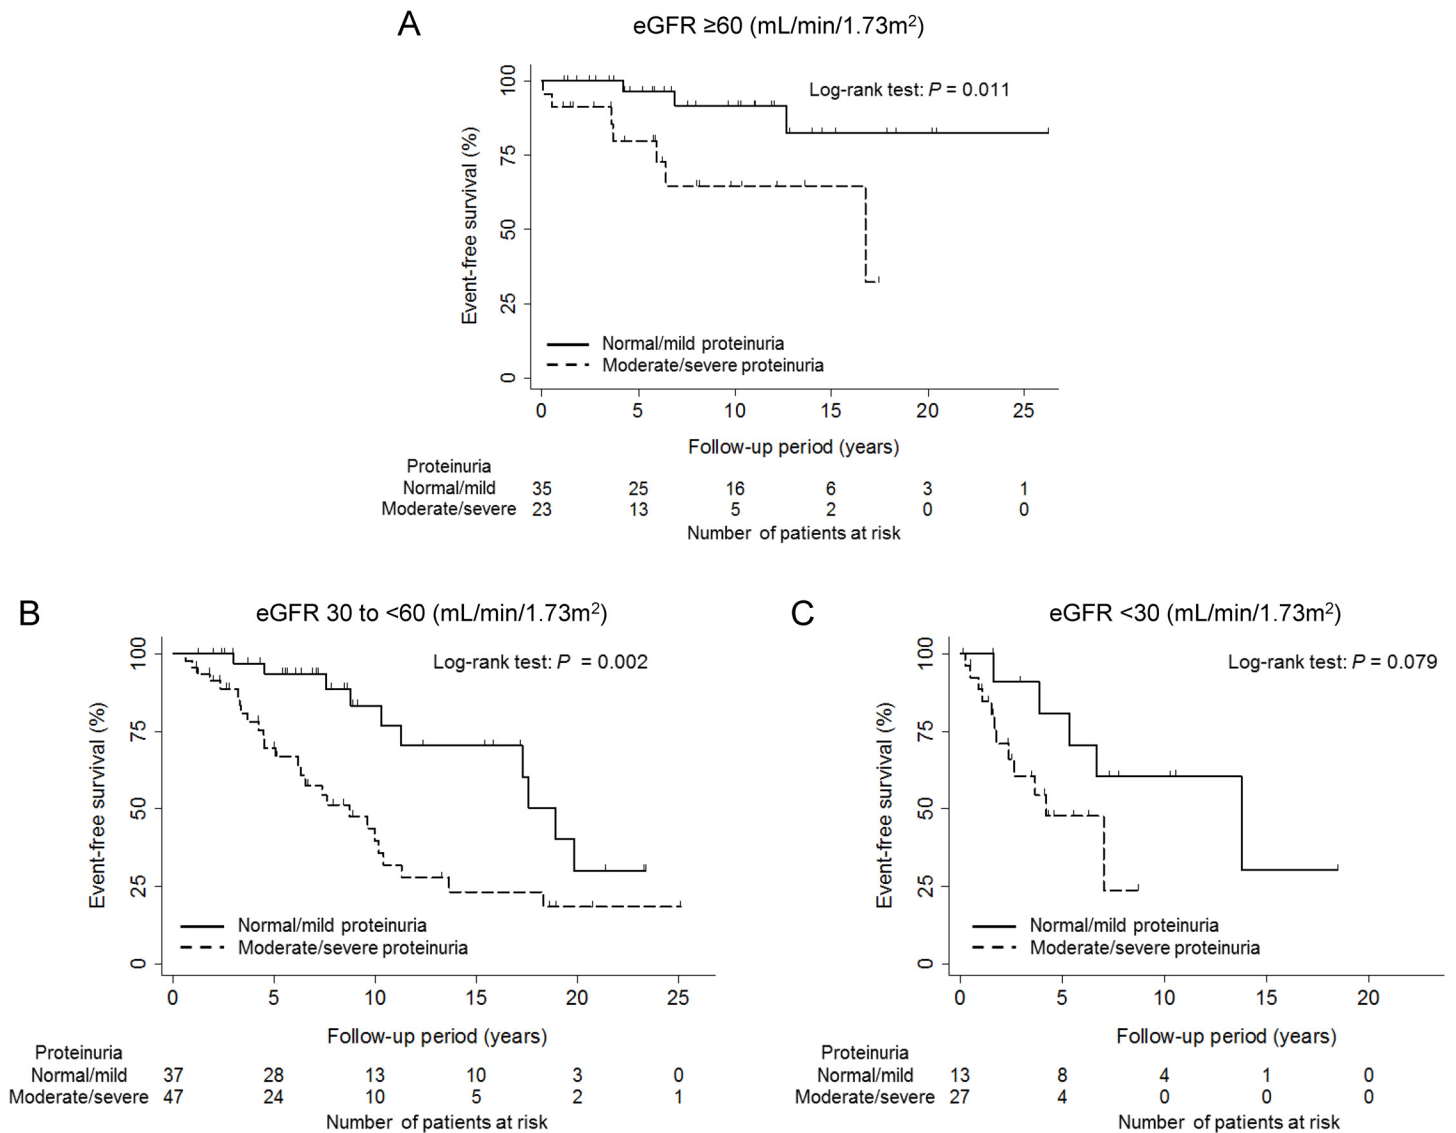 A
eGFR ≥60 (mL/min/1.73m²)
Log-rank test: P = 0.011
Event-free survival (%)
100
75
50
25
0
Normal/mild proteinuria
Moderate/severe proteinuria
0 5 10 15 20 25
Follow-up period (years)
Proteinuria
Normal/mild 35 25 16 6 3 1
Moderate/severe 23 13 5 2 0 0
Number of patients at risk
B
eGFR 30 to <60 (mL/min/1.73m²)
Log-rank test: P = 0.002
Event-free survival (%)
100
75
50
25
0
Normal/mild proteinuria
Moderate/severe proteinuria
0 5 10 15 20 25
Follow-up period (years)
Proteinuria
Normal/mild 37 28 13 10 3 0
Moderate/severe 47 24 10 5 2 1
Number of patients at risk
C
eGFR <30 (mL/min/1.73m²)
Log-rank test: P = 0.079
Event-free survival (%)
100
75
50
25
0
Normal/mild proteinuria
Moderate/severe proteinuria
0 5 10 15 20
Follow-up period (years)
Proteinuria
Normal/mild 13 8 4 1 0
Moderate/severe 27 4 0 0 0
Number of patients at risk